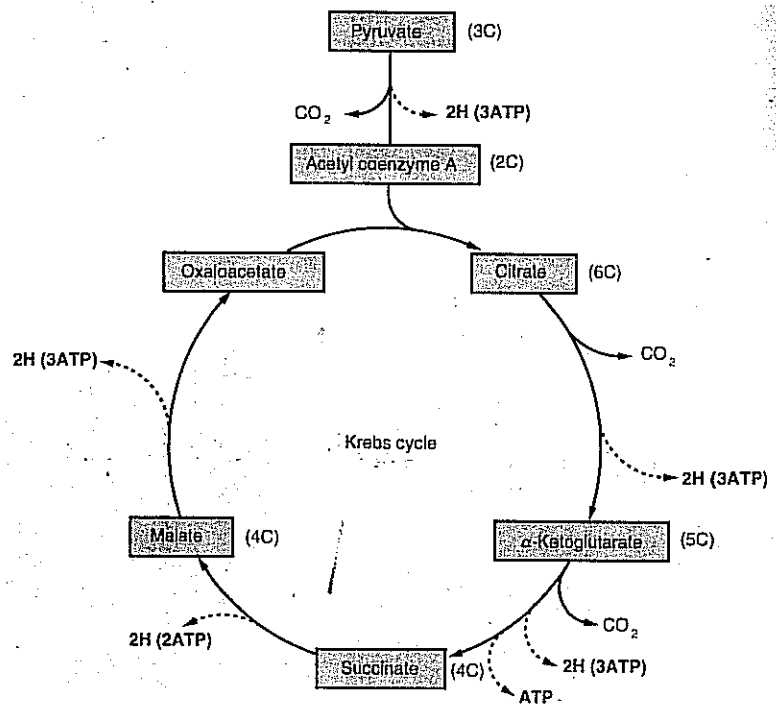 Pyruvate (3C)
CO₂ 2H (3ATP)
Acetyl coenzyme A (2C)
Oxaloacetate Citrate (6C)
CO₂
2H (3ATP)
Krebs cycle
2H (3ATP)
Malate (4C) α-Ketoglutarate (5C)
CO₂
2H (2ATP) 2H (3ATP)
Succinate (4C)
ATP